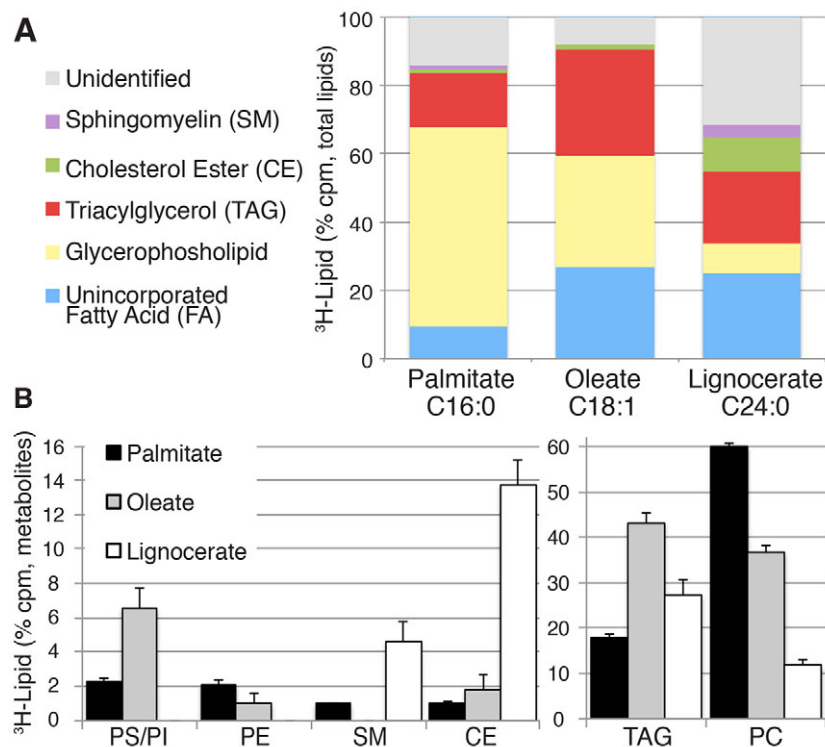 A
Unidentified
Sphingomyelin (SM)
Cholesterol Ester (CE)
Triacylglycerol (TAG)
Glycerophosholipid
Unincorporated
Fatty Acid (FA)
³H-Lipid (% cpm, total lipids)
100
80
60
40
20
0
Palmitate
C16:0
Oleate
C18:1
Lignocerate
C24:0
B
³H-Lipid (% cpm, metabolites)
16
14
12
10
8
6
4
2
0
Palmitate
Oleate
Lignocerate
PS/PI
PE
SM
CE
60
50
40
30
20
10
0
TAG
PC